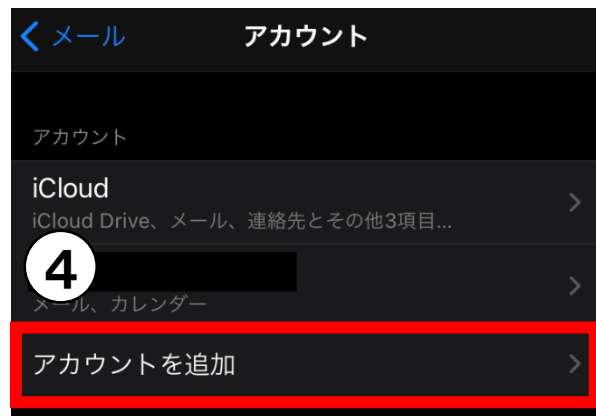 メール アカウント
アカウント
iCloud
iCloud Drive、メール、連絡先とその他3項目...
4
メール、カレンダー
アカウントを追加